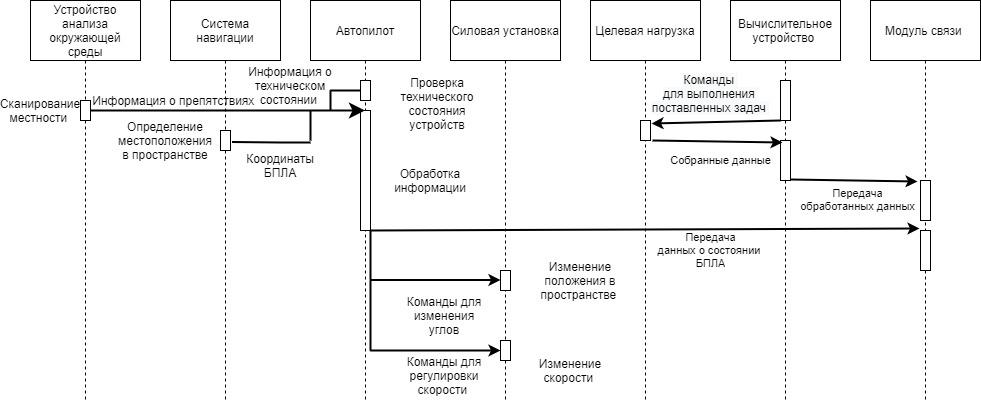 Устройство
анализа
окружающей
среды
Система
навигации
Автопилот
Силовая установка
Целевая нагрузка
Вычислительное
устройство
Модуль связи
Сканирование
местности
Информация о препятствиях
Информация о
техническом
состоянии
Проверка
технического
состояния
устройств
Команды
для выполнения
поставленных задач
Определение
местоположения
в пространстве
Координаты
БПЛА
Собранные данные
Обработка
информации
Передача
обработанных данных
Передача
данных о состоянии
БПЛА
Изменение
положения в
пространстве
Команды для
изменения
углов
Команды для
регулировки
скорости
Изменение
скорости